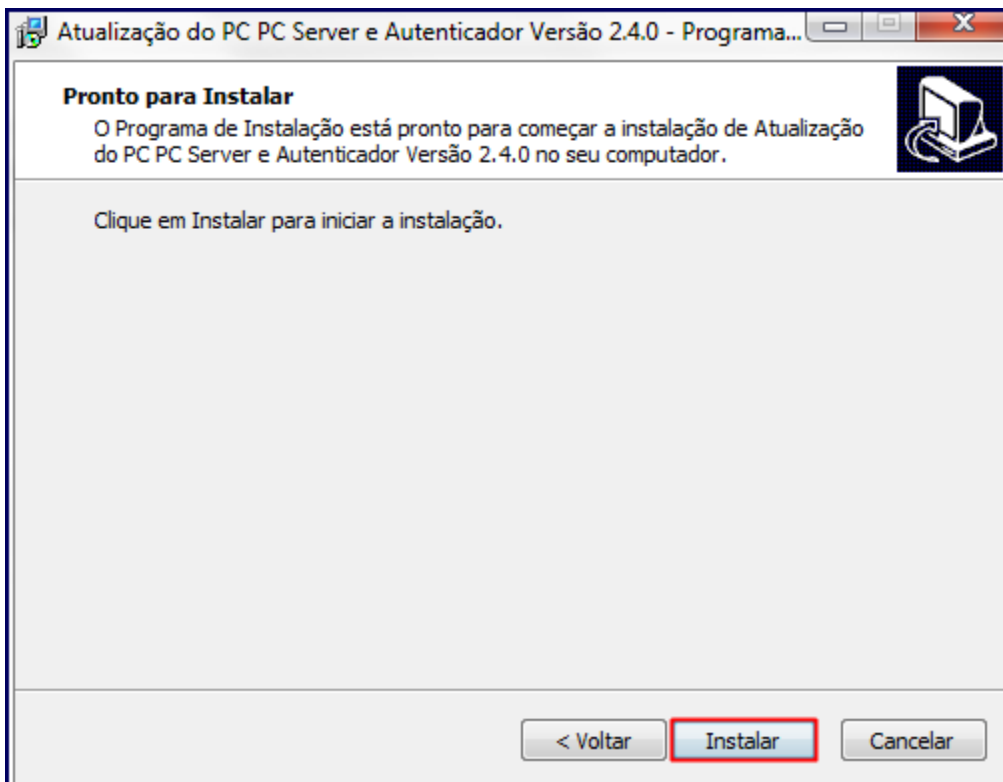 Atualização do PC PC Server e Autenticador Versão 2.4.0 - Programa...
Pronto para Instalar
O Programa de Instalação está pronto para começar a instalação de Atualização
do PC PC Server e Autenticador Versão 2.4.0 no seu computador.
Clique em Instalar para iniciar a instalação.
< Voltar
Instalar
Cancelar